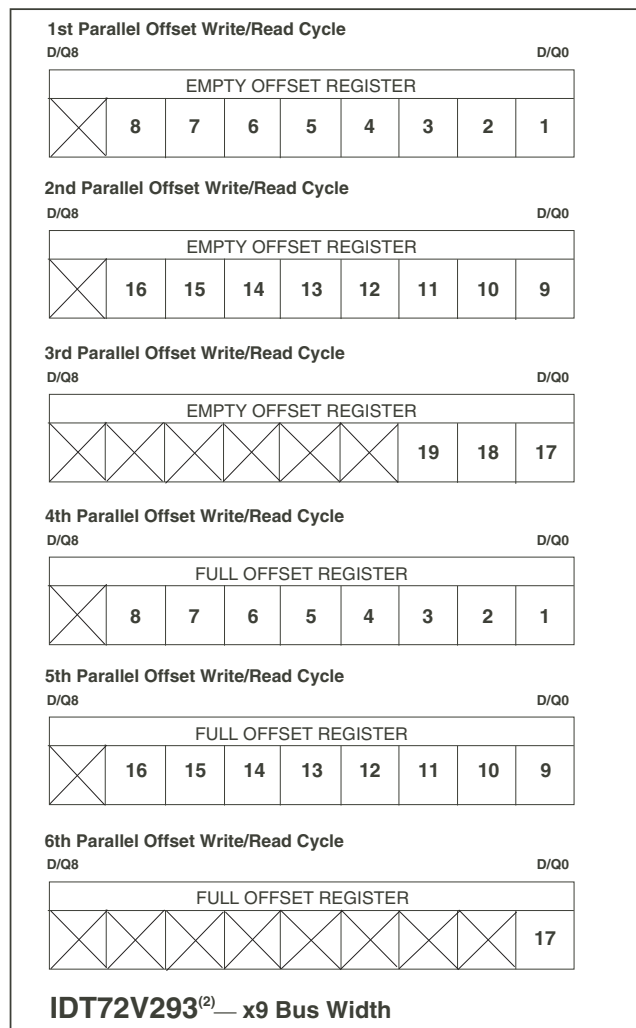 1st Parallel Offset Write/Read Cycle
D/Q8 D/Q0
EMPTY OFFSET REGISTER
8 7 6 5 4 3 2 1
2nd Parallel Offset Write/Read Cycle
D/Q8 D/Q0
EMPTY OFFSET REGISTER
16 15 14 13 12 11 10 9
3rd Parallel Offset Write/Read Cycle
D/Q8 D/Q0
EMPTY OFFSET REGISTER
19 18 17
4th Parallel Offset Write/Read Cycle
D/Q8 D/Q0
FULL OFFSET REGISTER
8 7 6 5 4 3 2 1
5th Parallel Offset Write/Read Cycle
D/Q8 D/Q0
FULL OFFSET REGISTER
16 15 14 13 12 11 10 9
6th Parallel Offset Write/Read Cycle
D/Q8 D/Q0
FULL OFFSET REGISTER
17
IDT72V293(2)— x9 Bus Width